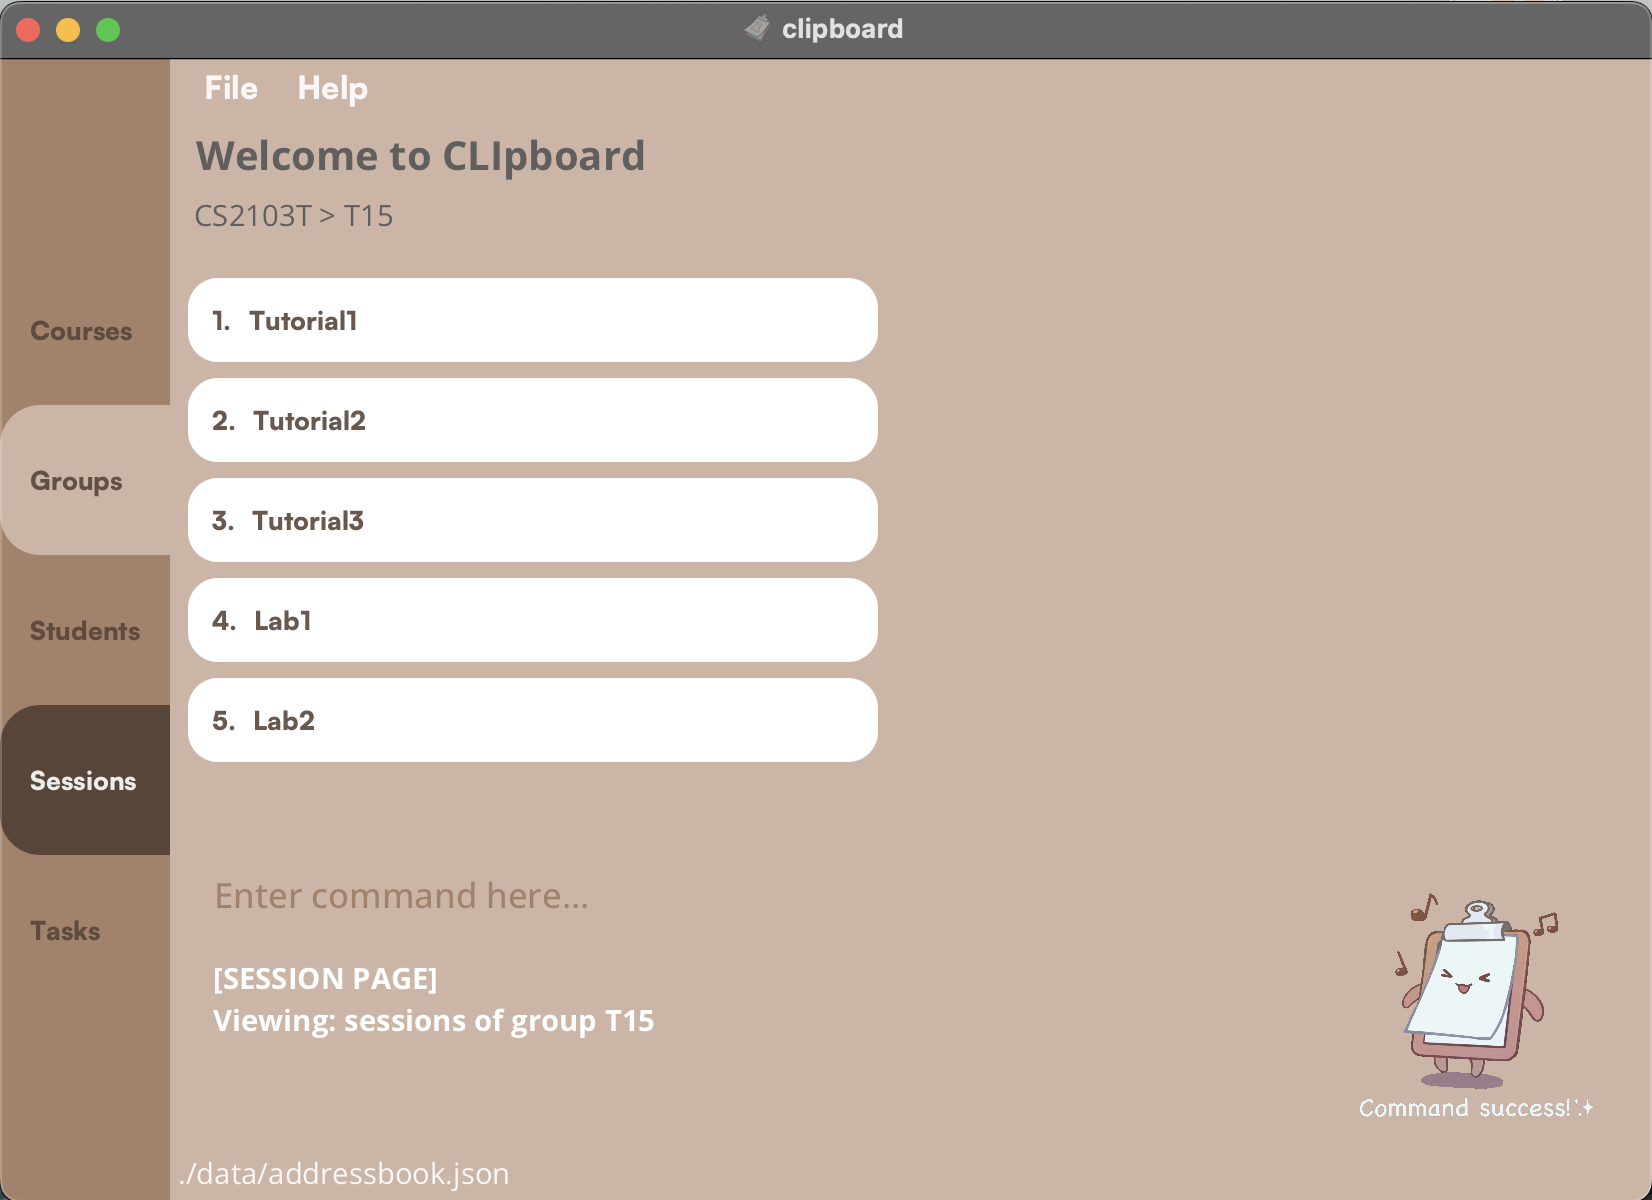 clipboard
File Help
Welcome to CLIpboard
CS2103T > T15
Courses
Groups
Students
Sessions
Tasks
1. Tutorial1
2. Tutorial2
3. Tutorial3
4. Lab1
5. Lab2
Enter command here...
[SESSION PAGE]
Viewing: sessions of group T15
Command success!
./data/addressbook.json